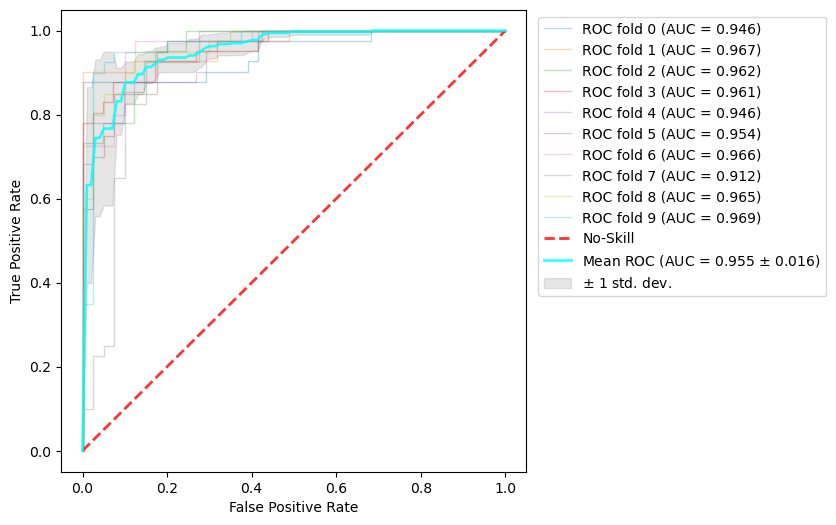 1.0
0.8
0.6
0.4
0.2
0.0
True Positive Rate
0.0 0.2 0.4 0.6 0.8 1.0
False Positive Rate
ROC fold 0 (AUC = 0.946)
ROC fold 1 (AUC = 0.967)
ROC fold 2 (AUC = 0.962)
ROC fold 3 (AUC = 0.961)
ROC fold 4 (AUC = 0.946)
ROC fold 5 (AUC = 0.954)
ROC fold 6 (AUC = 0.966)
ROC fold 7 (AUC = 0.912)
ROC fold 8 (AUC = 0.965)
ROC fold 9 (AUC = 0.969)
No-Skill
Mean ROC (AUC = 0.955 ± 0.016)
± 1 std. dev.